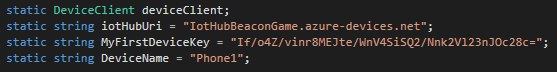 static DeviceClient deviceClient;
static string iotHubUri = "IotHubBeaconGame.azure-devices.net";
static string MyFirstDeviceKey = "If/o4Z/vinr8MEJte/WnV4SiSQ2/Nnk2Vl23nJOc28c=";
static string DeviceName = "Phone1";